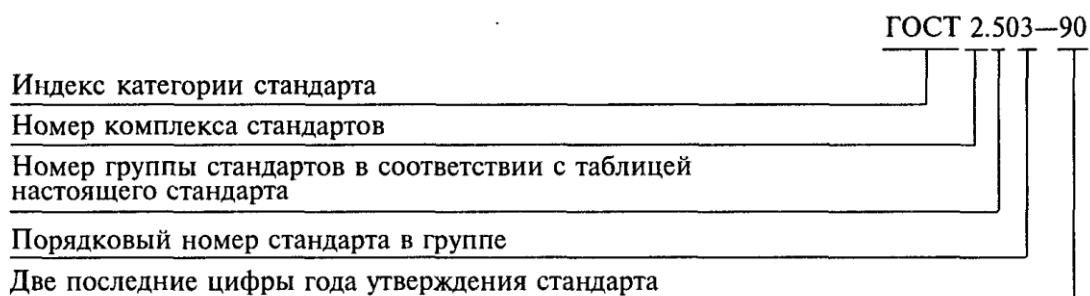 ГОСТ 2.503—90
Индекс категории стандарта
Номер комплекса стандартов
Номер группы стандартов в соответствии с таблицей
настоящего стандарта
Порядковый номер стандарта в группе
Две последние цифры года утверждения стандарта